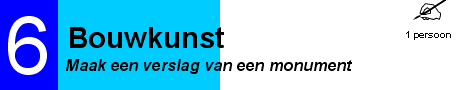 6
Bouwkunst
Maak een verslag van een monument
1 persoon